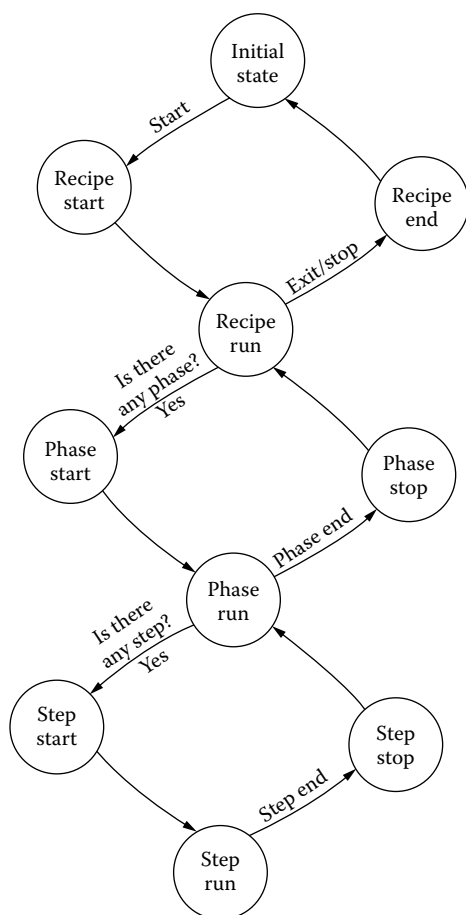 Initial
state
Start
Recipe
start
Recipe
end
Exit/stop
Recipe
run
Is there
any phase?
Yes
Phase
start
Phase
stop
Phase end
Phase
run
Is there
any step?
Yes
Step
start
Step
stop
Step end
Step
run